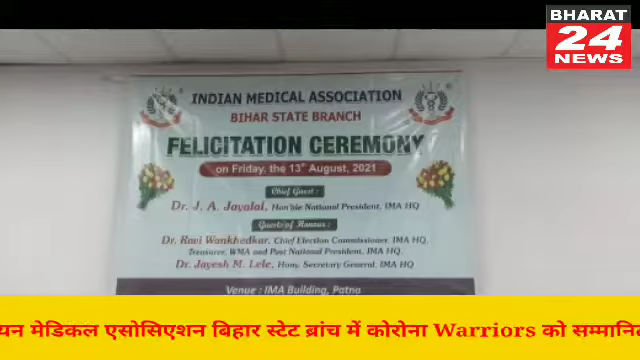 BHARAT
24
NEWS
INDIAN MEDICAL ASSOCIATION
BIHAR STATE BRANCH
FELICITATION CEREMONY
on Friday, the 13th August, 2021
Chief Guest :
Dr. J. A. Jayalal, Hon'ble National President, IMA HQ
Guests of Honour :
Dr. Ravi Wankhedkar, Chief Election Commissioner, IMA HQ,
Treasurer, WMA and Past National President, IMA HQ.
Dr. Jayesh M. Lele, Hony. Secretary General, IMA HQ
Venue : IMA Building, Patna
यन मेडिकल एसोसिएशन बिहार स्टेट ब्रांच में कोरोना Warriors को सम्मानि